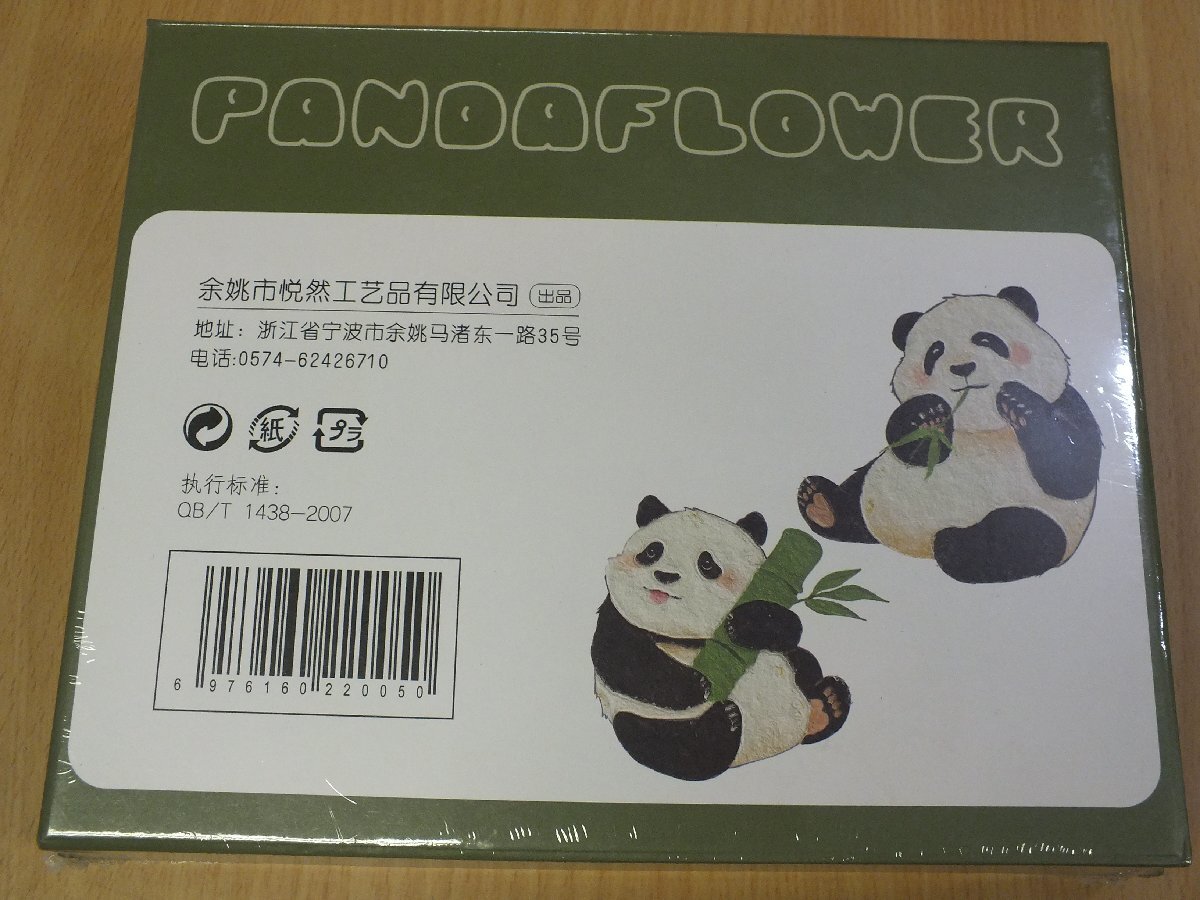 PANDAFLOWER
余姚市悦然工艺品有限公司 出品
地址：浙江省宁波市余姚马渚东一路35号
电话:0574-62426710
紙 プラ
执行标准：
QB/T 1438-2007
6 976160 220050